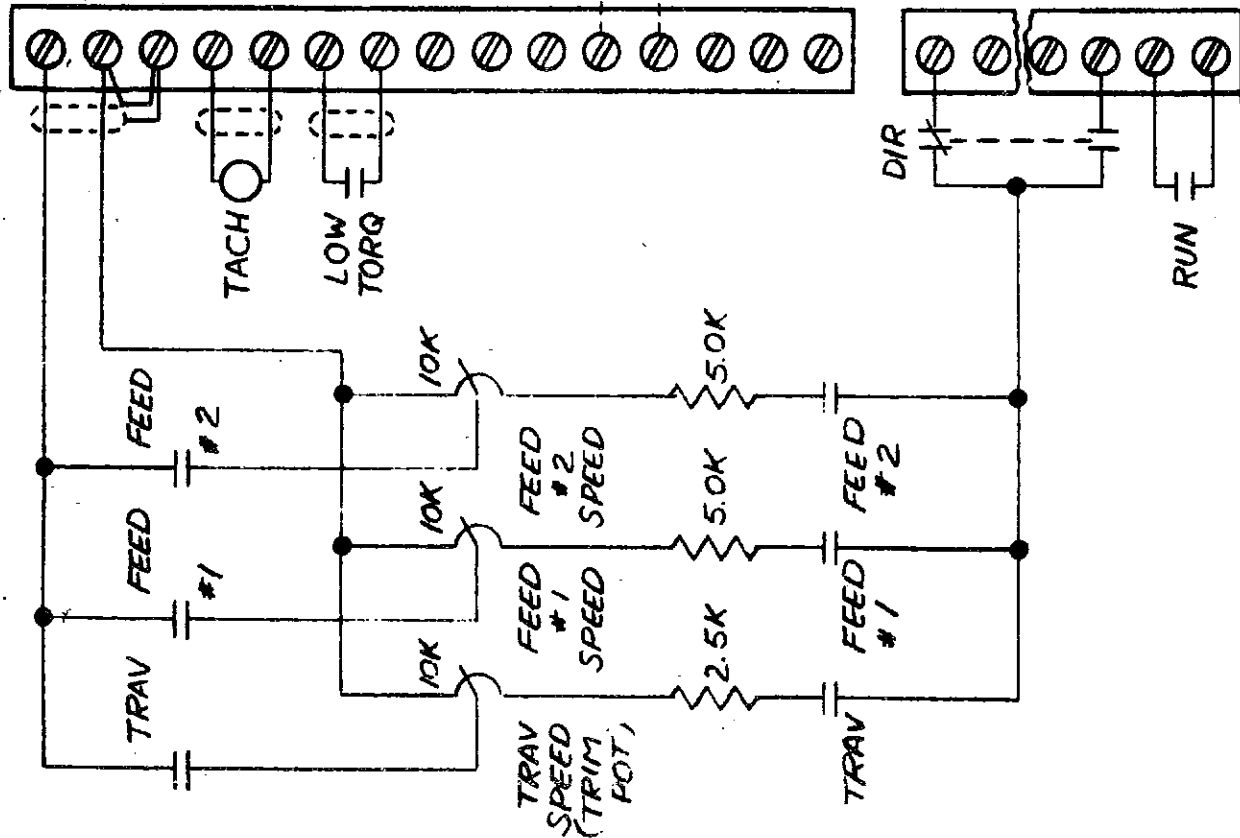 DIR
TACH
LOW
TORQ
RUN
FEED
#2
FEED
#1
TRAV
10K
10K
10K
FEED
#2
SPEED
FEED
#1
SPEED
TRAV
SPEED
(TRIM
POT)
5.0K
5.0K
2.5K
FEED
#2
FEED
#1
TRAV